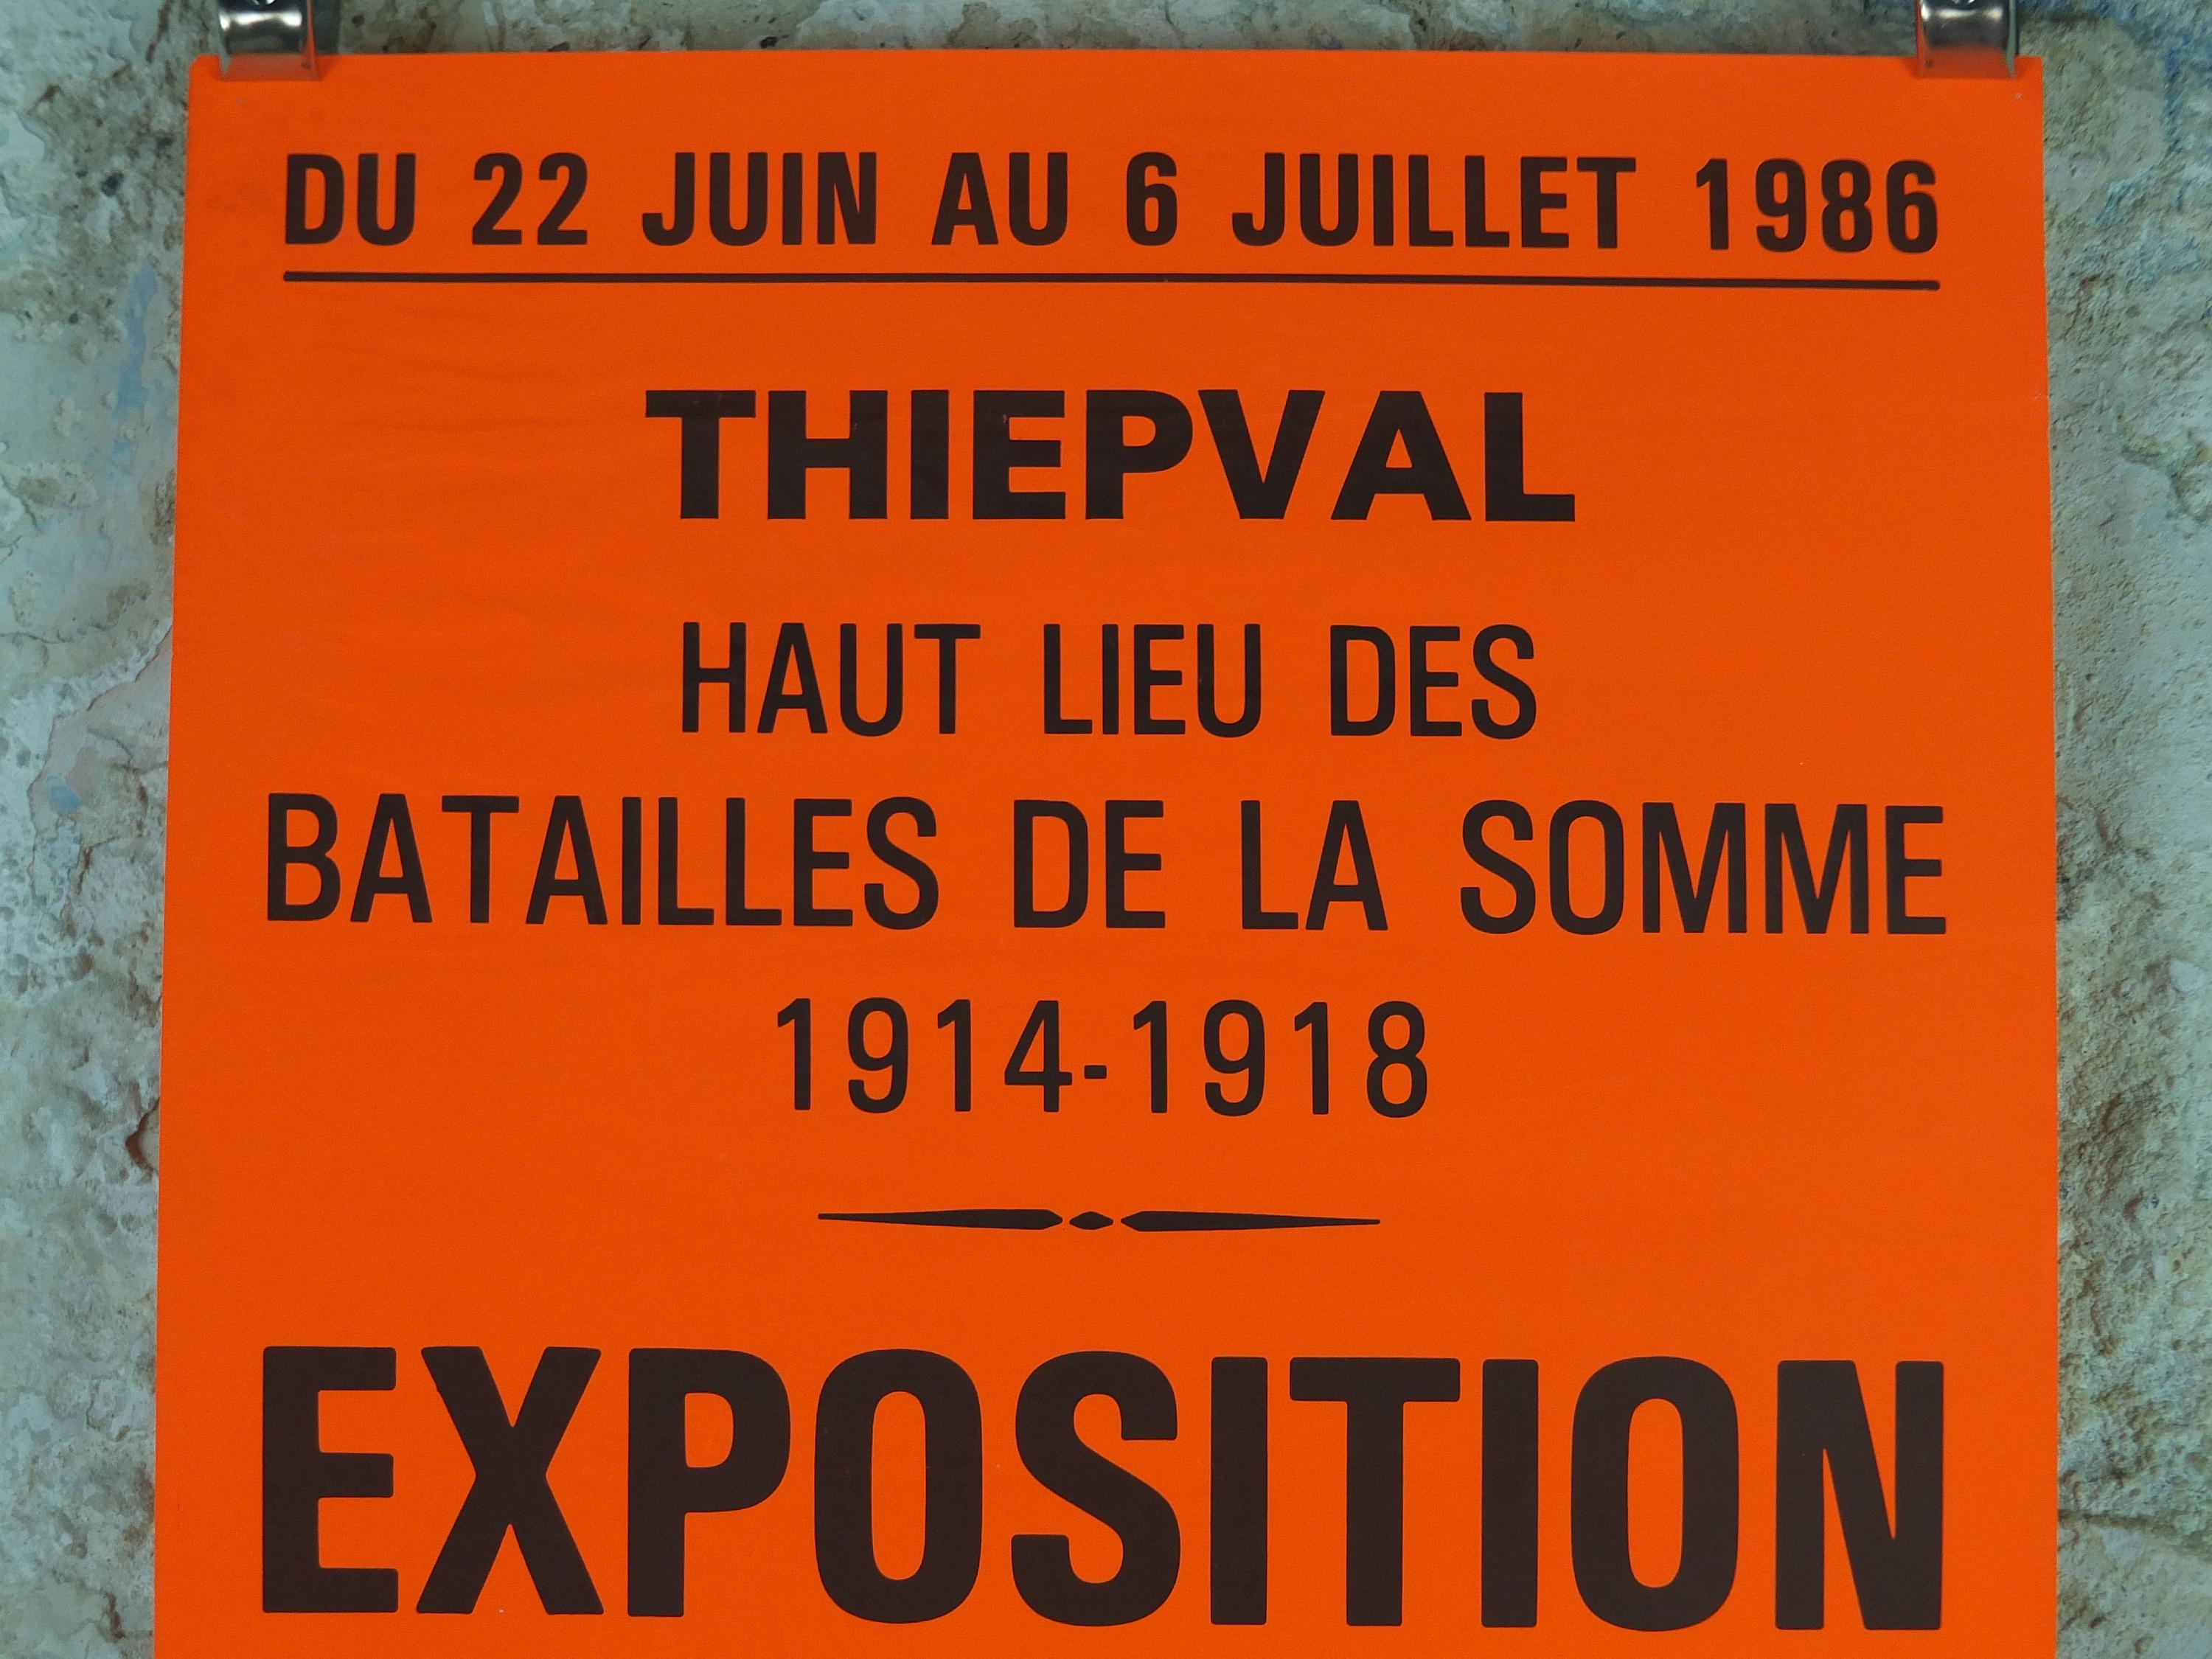 DU 22 JUIN AU 6 JUILLET 1986
THIEPVAL
HAUT LIEU DES
BATAILLES DE LA SOMME
1914-1918
EXPOSITION